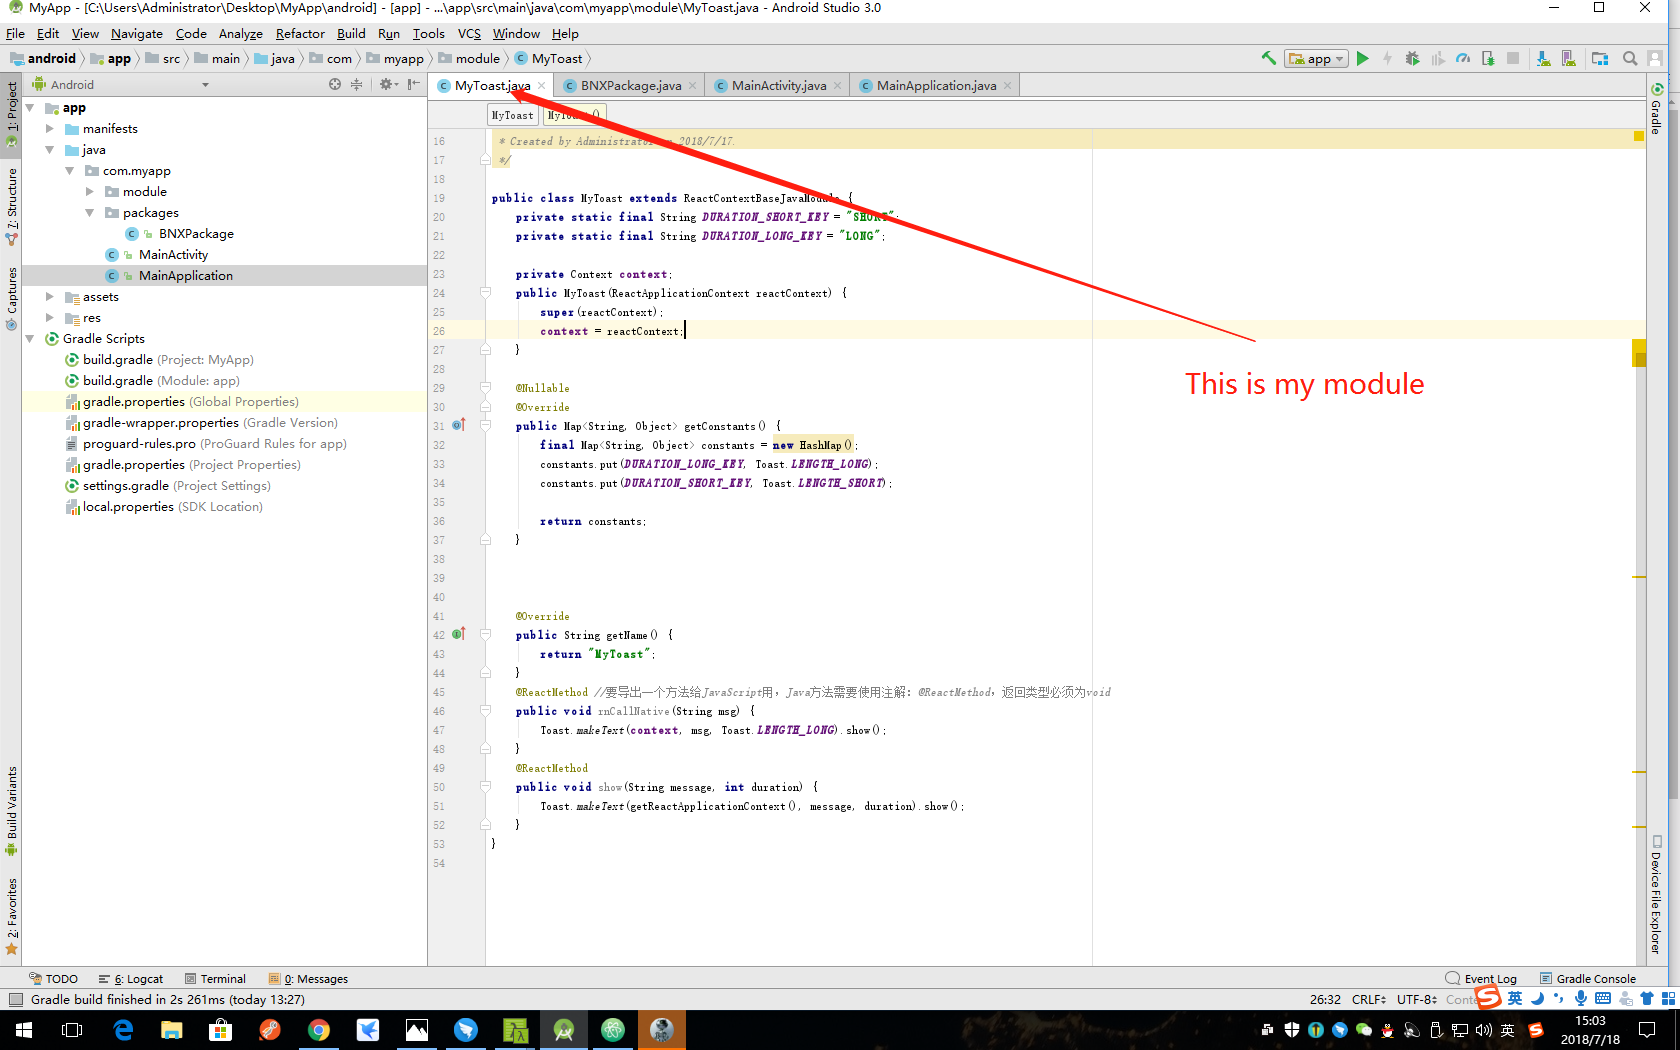 MyApp - [C:\Users\Administrator\Desktop\MyApp\android] - [app] - ...\app\src\main\java\com\myapp\module\MyToast.java - Android Studio 3.0
File Edit View Navigate Code Analyze Refactor Build Run Tools VCS Window Help
android app src main java com myapp module MyToast
app
Android
MyToast.java BNXPackage.java MainActivity.java MainApplication.java
MyToast
1: Project
7: Structure
Captures
Build Variants
2: Favorites
app
manifests
java
com.myapp
module
packages
BNXPackage
MainActivity
MainApplication
assets
res
Gradle Scripts
build.gradle (Project: MyApp)
build.gradle (Module: app)
gradle.properties (Global Properties)
gradle-wrapper.properties (Gradle Version)
proguard-rules.pro (ProGuard Rules for app)
gradle.properties (Project Properties)
settings.gradle (Project Settings)
local.properties (SDK Location)
16 * Created by Administrator 2018/7/17.
17 */
18
19 public class MyToast extends ReactContextBaseJavaModule {
20 private static final String DURATION_SHORT_KEY = "SHORT";
21 private static final String DURATION_LONG_KEY = "LONG";
22
23 private Context context;
24 public MyToast(ReactApplicationContext reactContext) {
25 super(reactContext);
26 context = reactContext;
27 }
28
29 @Nullable
30 @Override
31 public Map<String, Object> getConstants() {
32 final Map<String, Object> constants = new HashMap();
33 constants.put(DURATION_LONG_KEY, Toast.LENGTH_LONG);
34 constants.put(DURATION_SHORT_KEY, Toast.LENGTH_SHORT);
35
36 return constants;
37 }
38
39
40
41 @Override
42 public String getName() {
43 return "MyToast";
44 }
45 @ReactMethod //要导出一个方法给JavaScript用，Java方法需要使用注解：@ReactMethod，返回类型必须为void
46 public void rnCallNative(String msg) {
47 Toast.makeText(context, msg, Toast.LENGTH_LONG).show();
48 }
49 @ReactMethod
50 public void show(String message, int duration) {
51 Toast.makeText(getReactApplicationContext(), message, duration).show();
52 }
53 }
54
This is my module
Gradle
Device File Explorer
TODO 6: Logcat Terminal 0: Messages Event Log Gradle Console
Gradle build finished in 2s 261ms (today 13:27) 26:32 CRLF UTF-8 Conte 英
英 15:03
2018/7/18